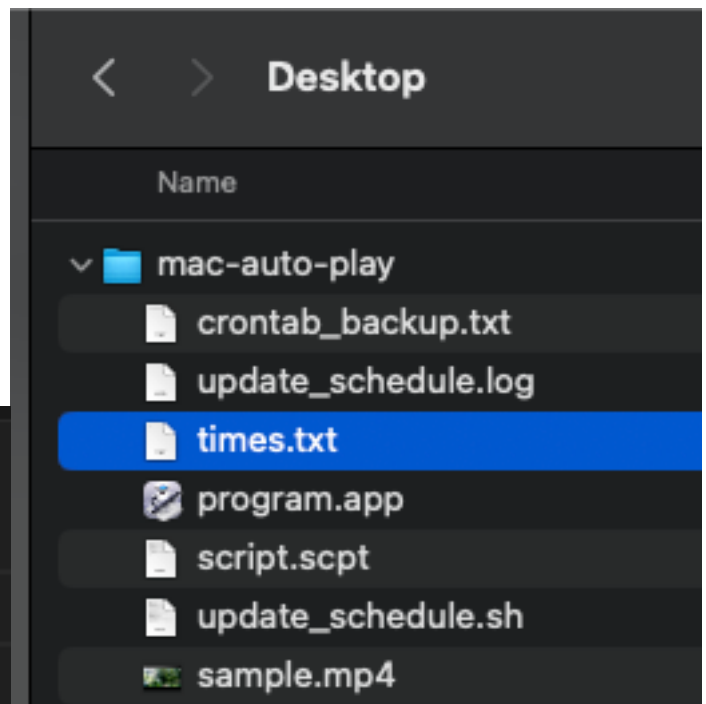 Desktop
Name
mac-auto-play
crontab_backup.txt
update_schedule.log
times.txt
program.app
script.scpt
update_schedule.sh
sample.mp4